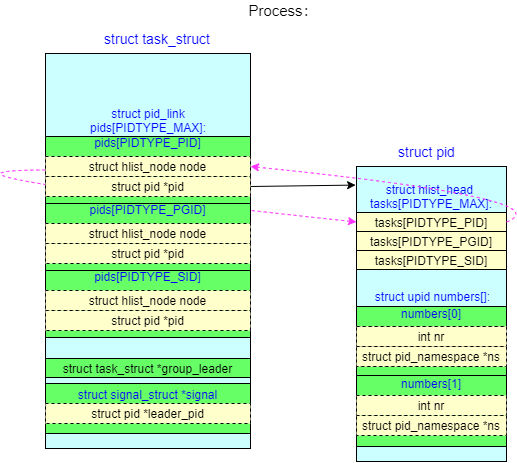 Process:
struct task_struct
struct pid_link
pids[PIDTYPE_MAX]:
pids[PIDTYPE_PID]
struct hlist_node node
struct pid *pid
pids[PIDTYPE_PGID]
struct hlist_node node
struct pid *pid
pids[PIDTYPE_SID]
struct hlist_node node
struct pid *pid
struct task_struct *group_leader
struct signal_struct *signal
struct pid *leader_pid
struct pid
struct hlist_head
tasks[PIDTYPE_MAX]:
tasks[PIDTYPE_PID]
tasks[PIDTYPE_PGID]
tasks[PIDTYPE_SID]
struct upid numbers[]:
numbers[0]
int nr
struct pid_namespace *ns
numbers[1]
int nr
struct pid_namespace *ns